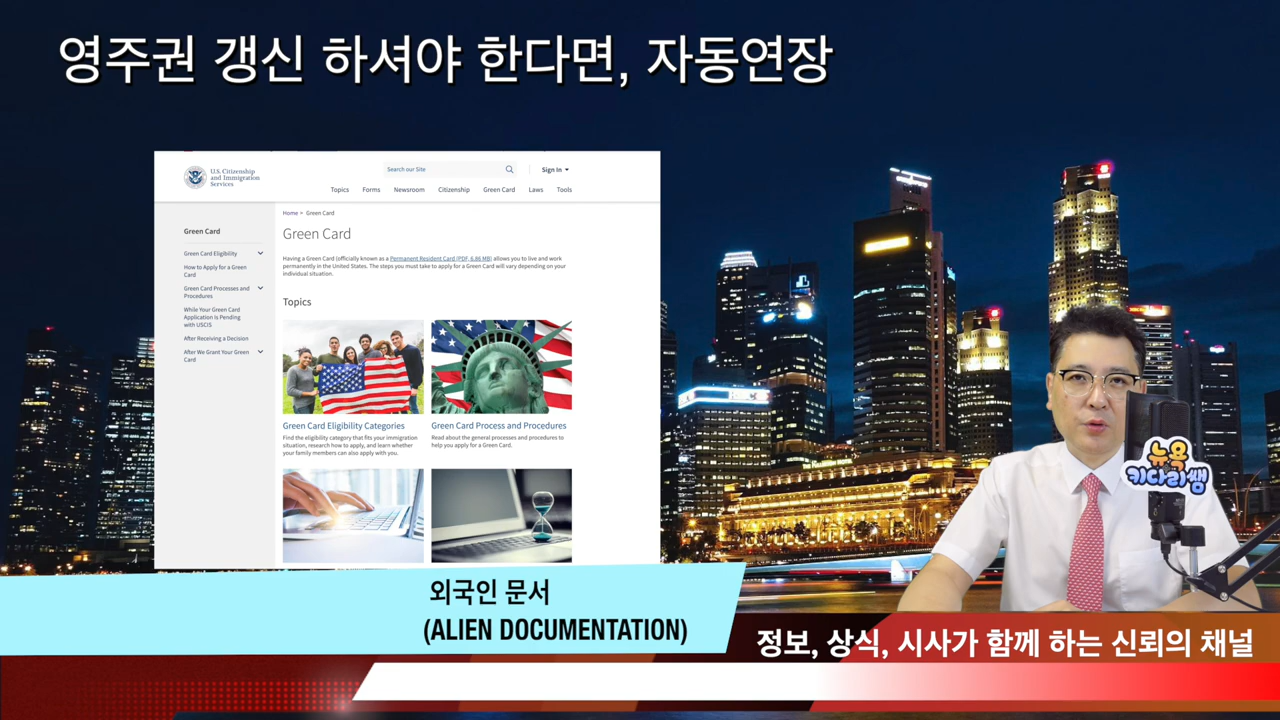 영주권 갱신 하셔야 한다면, 자동연장
U.S. Citizenship
and Immigration
Services
Search our Site
Sign In
Topics Forms Newsroom Citizenship Green Card Laws Tools
Green Card
Green Card Eligibility
How to Apply for a Green
Card
Green Card Processes and
Procedures
While Your Green Card
Application Is Pending
with USCIS
After Receiving a Decision
After We Grant Your Green
Card
Home > Green Card
Green Card
Having a Green Card (officially known as a Permanent Resident Card (PDF, 6.86 MB) allows you to live and work
permanently in the United States. The steps you must take to apply for a Green Card will vary depending on your
individual situation.
Topics
Green Card Eligibility Categories
Find the eligibility category that fits your immigration
situation, research how to apply, and learn whether
your family members can also apply with you.
Green Card Process and Procedures
Read about the general processes and procedures to
help you apply for a Green Card.
뉴욕
키다리쌤
외국인 문서
(ALIEN DOCUMENTATION)
정보, 상식, 시사가 함께 하는 신뢰의 채널